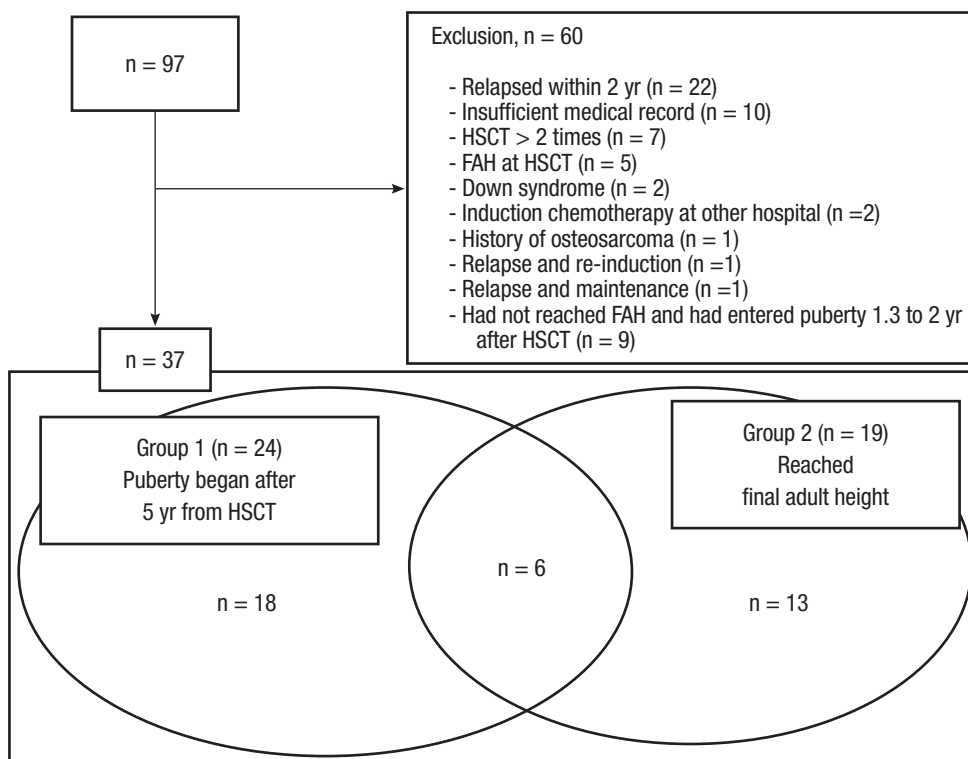 n = 97
Exclusion, n = 60
- Relapsed within 2 yr (n = 22)
- Insufficient medical record (n = 10)
- HSCT > 2 times (n = 7)
- FAH at HSCT (n = 5)
- Down syndrome (n = 2)
- Induction chemotherapy at other hospital (n =2)
- History of osteosarcoma (n = 1)
- Relapse and re-induction (n =1)
- Relapse and maintenance (n =1)
- Had not reached FAH and had entered puberty 1.3 to 2 yr
after HSCT (n = 9)
n = 37
Group 1 (n = 24)
Puberty began after
5 yr from HSCT
Group 2 (n = 19)
Reached
final adult height
n = 18
n = 6
n = 13